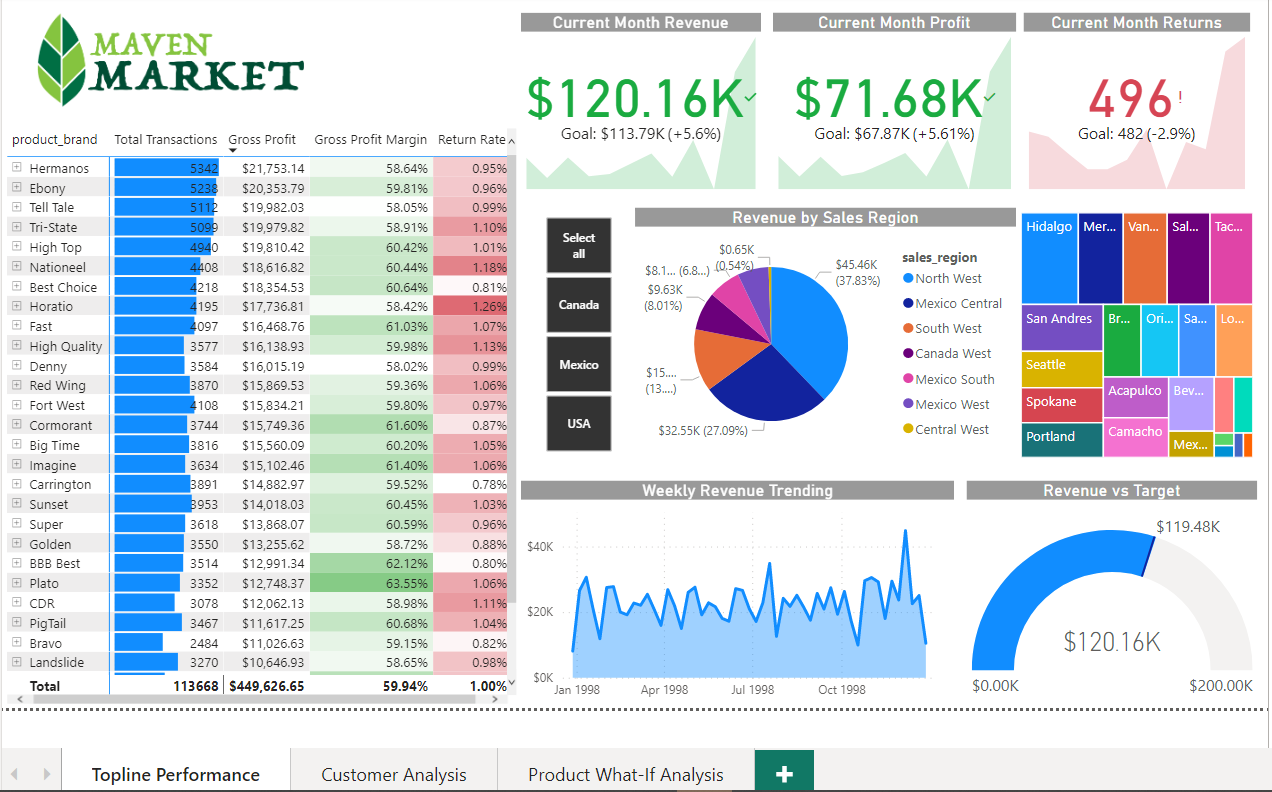 MAVEN
MARKET
Current Month Revenue
$120.16K
Goal: $113.79K (+5.6%)
Current Month Profit
$71.68K
Goal: $67.87K (+5.61%)
Current Month Returns
496 !
Goal: 482 (-2.9%)
product_brand Total Transactions Gross Profit Gross Profit Margin Return Rate
Hermanos 5342 $21,753.14 58.64% 0.95%
Ebony 5238 $20,353.79 59.81% 0.96%
Tell Tale 5112 $19,982.03 58.05% 0.99%
Tri-State 5099 $19,979.82 58.91% 1.10%
High Top 4940 $19,810.42 60.42% 1.01%
Nationeel 4408 $18,616.82 60.44% 1.18%
Best Choice 4218 $18,354.53 60.64% 0.81%
Horatio 4195 $17,736.81 58.42% 1.26%
Fast 4097 $16,468.76 61.03% 1.07%
High Quality 3577 $16,138.93 59.98% 1.13%
Denny 3584 $16,015.19 58.02% 0.99%
Red Wing 3870 $15,869.53 59.36% 1.06%
Fort West 4108 $15,834.21 59.80% 0.97%
Cormorant 3744 $15,749.36 61.60% 0.87%
Big Time 3816 $15,560.09 60.20% 1.05%
Imagine 3634 $15,102.46 61.40% 1.06%
Carrington 3891 $14,882.97 59.52% 0.78%
Sunset 3953 $14,018.03 60.45% 1.03%
Super 3618 $13,868.07 60.59% 0.96%
Golden 3550 $13,255.62 58.72% 0.88%
BBB Best 3514 $12,991.34 62.12% 0.80%
Plato 3352 $12,748.37 63.55% 1.06%
CDR 3078 $12,062.13 58.98% 1.11%
PigTail 3467 $11,617.25 60.68% 1.04%
Bravo 2484 $11,026.63 59.15% 0.82%
Landslide 3270 $10,646.93 58.65% 0.98%
Total 113668 $449,626.65 59.94% 1.00%
Select
all
Canada
Mexico
USA
Revenue by Sales Region
$0.65K
(0.54%)
$8.1... (6.8...)
$9.63K
(8.01%)
$15....
(13....)
$32.55K (27.09%)
$45.46K
(37.83%)
sales_region
North West
Mexico Central
South West
Canada West
Mexico South
Mexico West
Central West
Hidalgo Mer... Van... Sal... Tac...
San Andres Br... Ori... Sa... Lo...
Seattle
Spokane Acapulco Bev...
Portland Camacho Mex...
Weekly Revenue Trending
$40K
$20K
$0K
Jan 1998 Apr 1998 Jul 1998 Oct 1998
Revenue vs Target
$119.48K
$120.16K
$0.00K $200.00K
Topline Performance Customer Analysis Product What-If Analysis +